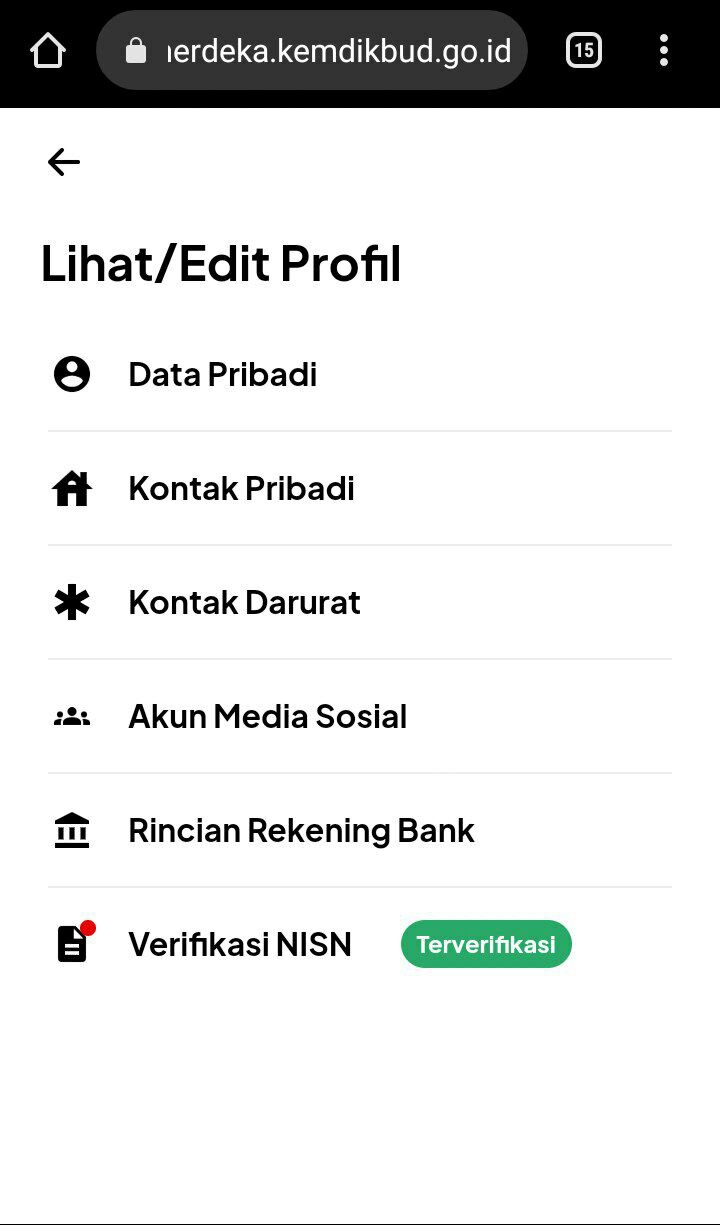 erdeka.kemdikbud.go.id
15
Lihat/Edit Profil
Data Pribadi
Kontak Pribadi
Kontak Darurat
Akun Media Sosial
Rincian Rekening Bank
Verifikasi NISN Terverifikasi